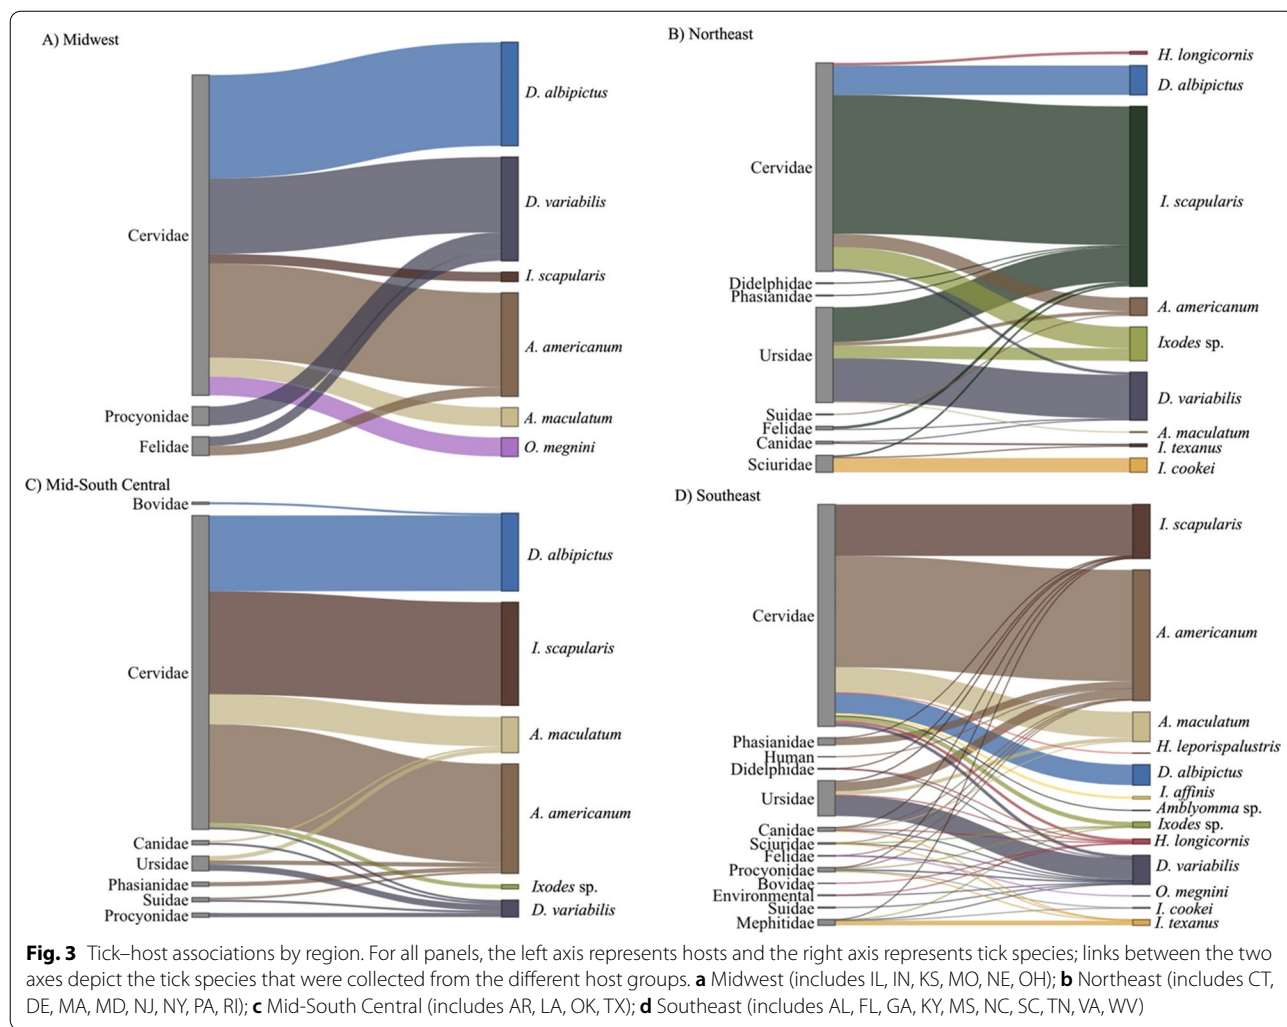 A) Midwest
Cervidae
Procyonidae
Felidae
D. albipictus
D. variabilis
I. scapularis
A. americanum
A. maculatum
O. megnini
B) Northeast
Cervidae
Didelphidae
Phasianidae
Ursidae
Suidae
Felidae
Canidae
Sciuridae
H. longicornis
D. albipictus
I. scapularis
A. americanum
Ixodes sp.
D. variabilis
A. maculatum
I. texanus
I. cookei
C) Mid-South Central
Bovidae
Cervidae
Canidae
Ursidae
Phasianidae
Suidae
Procyonidae
D. albipictus
I. scapularis
A. maculatum
A. americanum
Ixodes sp.
D. variabilis
D) Southeast
Cervidae
Phasianidae
Human
Didelphidae
Ursidae
Canidae
Sciuridae
Felidae
Procyonidae
Bovidae
Environmental
Suidae
Mephitidae
I. scapularis
A. americanum
A. maculatum
H. leporispalustris
D. albipictus
I. affinis
Amblyomma sp.
Ixodes sp.
H. longicornis
D. variabilis
O. megnini
I. cookei
I. texanus
Fig. 3 Tick–host associations by region. For all panels, the left axis represents hosts and the right axis represents tick species; links between the two
axes depict the tick species that were collected from the different host groups. a Midwest (includes IL, IN, KS, MO, NE, OH); b Northeast (includes CT,
DE, MA, MD, NJ, NY, PA, RI); c Mid-South Central (includes AR, LA, OK, TX); d Southeast (includes AL, FL, GA, KY, MS, NC, SC, TN, VA, WV)